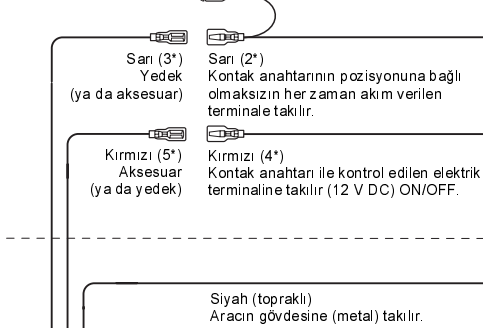 Sarı (3*)
Yedek
(ya da aksesuar)
Sarı (2*)
Kontak anahtarının pozisyonuna bağlı
olmaksızın her zaman akım verilen
terminale takılır.
Kırmızı (5*)
Aksesuar
(ya da yedek)
Kırmızı (4*)
Kontak anahtarı ile kontrol edilen elektrik
terminaline takılır (12 V DC) ON/OFF.
Siyah (topraklı)
Aracın gövdesine (metal) takılır.